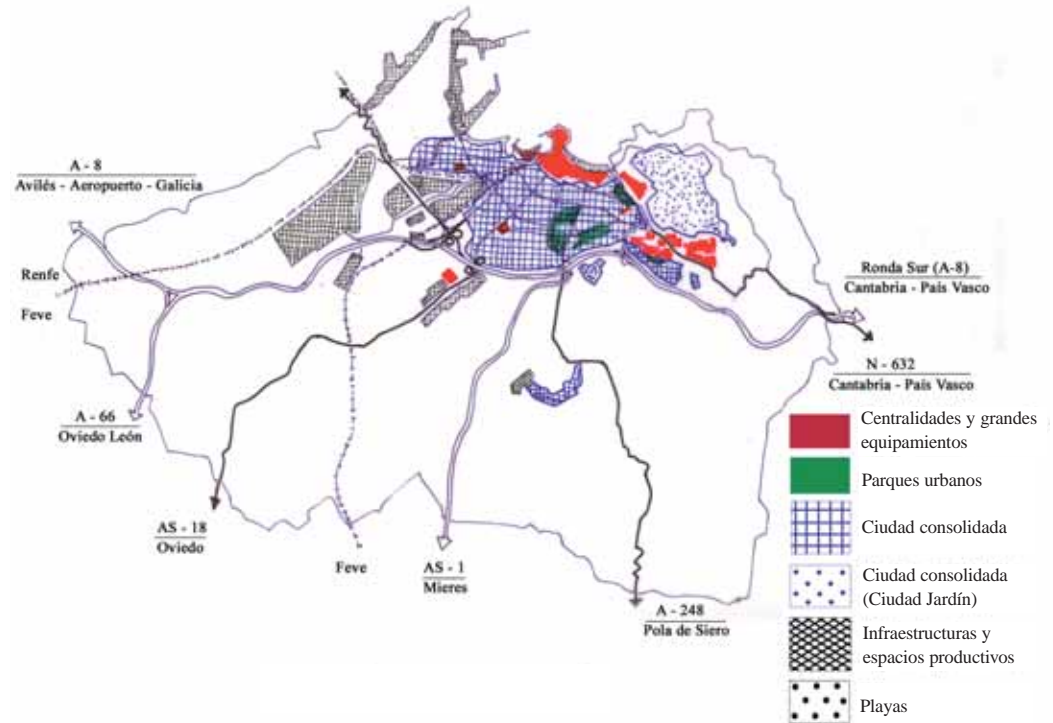 A - 8
Avilés - Aeropuerto - Galicia
Renfe
Feve
A - 66
Oviedo León
AS - 18
Oviedo
Feve
AS - 1
Mieres
A - 248
Pola de Siero
Ronda Sur (A-8)
Cantabria - País Vasco
N - 632
Cantabria - País Vasco
Centralidades y grandes
equipamientos
Parques urbanos
Ciudad consolidada
Ciudad consolidada
(Ciudad Jardín)
Infraestructuras y
espacios productivos
Playas